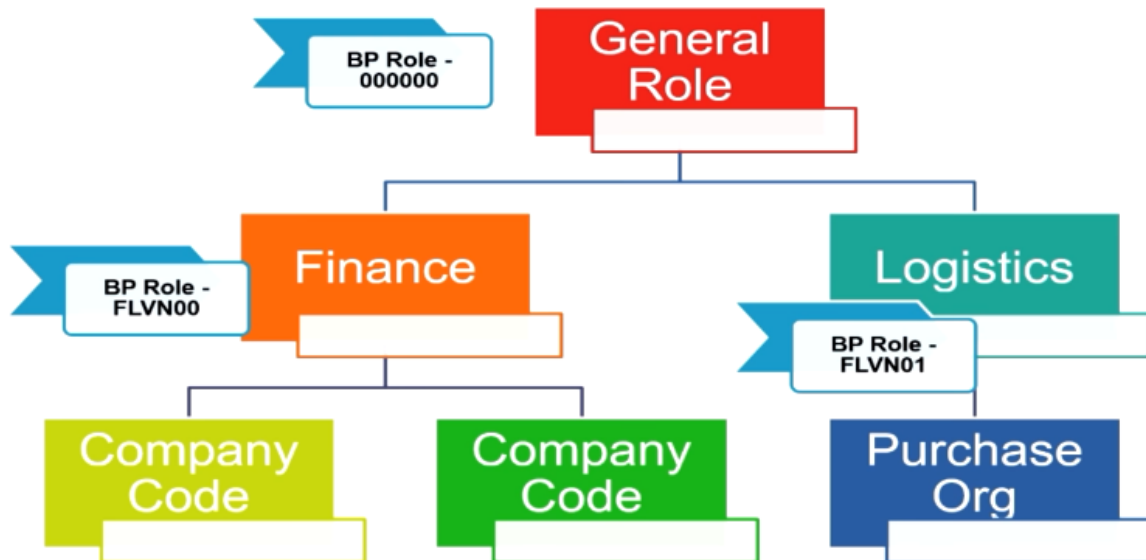 General
Role
BP Role -
000000
Finance
BP Role -
FLVN00
Logistics
BP Role -
FLVN01
Company
Code
Company
Code
Purchase
Org